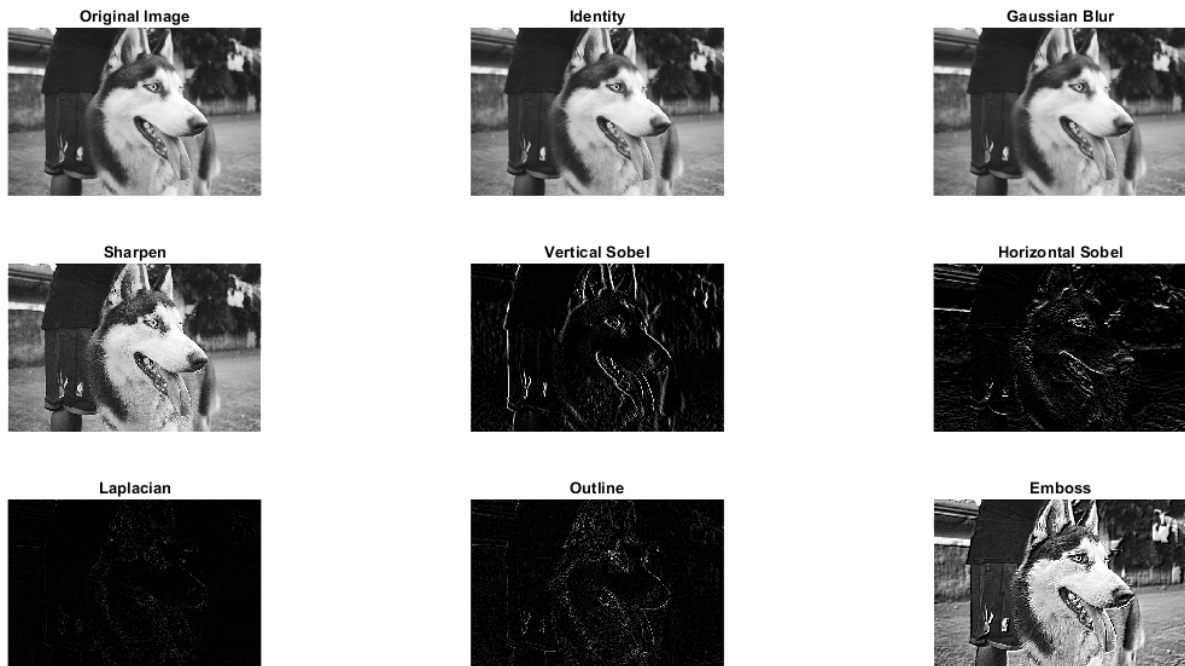 Original Image
Identity
Gaussian Blur
Sharpen
Vertical Sobel
Horizontal Sobel
Laplacian
Outline
Emboss